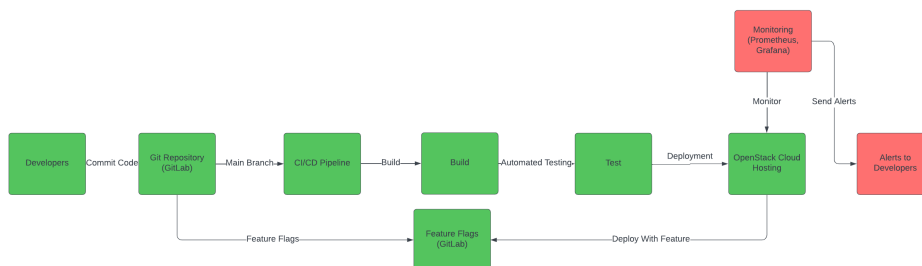 Monitoring
(Prometheus,
Grafana)
Monitor
Send Alerts
Developers
Commit Code
Git Repository
(GitLab)
Main Branch
CI/CD Pipeline
Build
Build
Automated Testing
Test
Deployment
OpenStack Cloud
Hosting
Alerts to
Developers
Feature Flags
Feature Flags
(GitLab)
Deploy With Feature